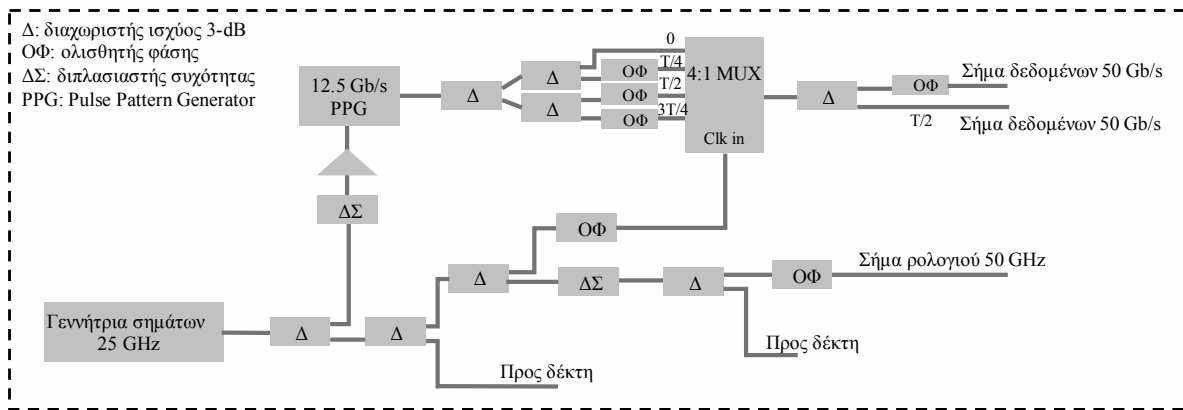 Δ: διαχωριστής ισχύος 3-dB
ΟΦ: ολισθητής φάσης
ΔΣ: διπλασιαστής συχότητας
PPG: Pulse Pattern Generator
12.5 Gb/s
PPG
Δ
Δ
Δ
ΟΦ
ΟΦ
ΟΦ
0
T/4
T/2
3T/4
4:1 MUX
Clk in
Δ
ΟΦ
Σήμα δεδομένων 50 Gb/s
T/2
Σήμα δεδομένων 50 Gb/s
ΔΣ
ΟΦ
Δ
ΔΣ
Δ
ΟΦ
Σήμα ρολογιού 50 GHz
Γεννήτρια σημάτων
25 GHz
Δ
Δ
Προς δέκτη
Προς δέκτη